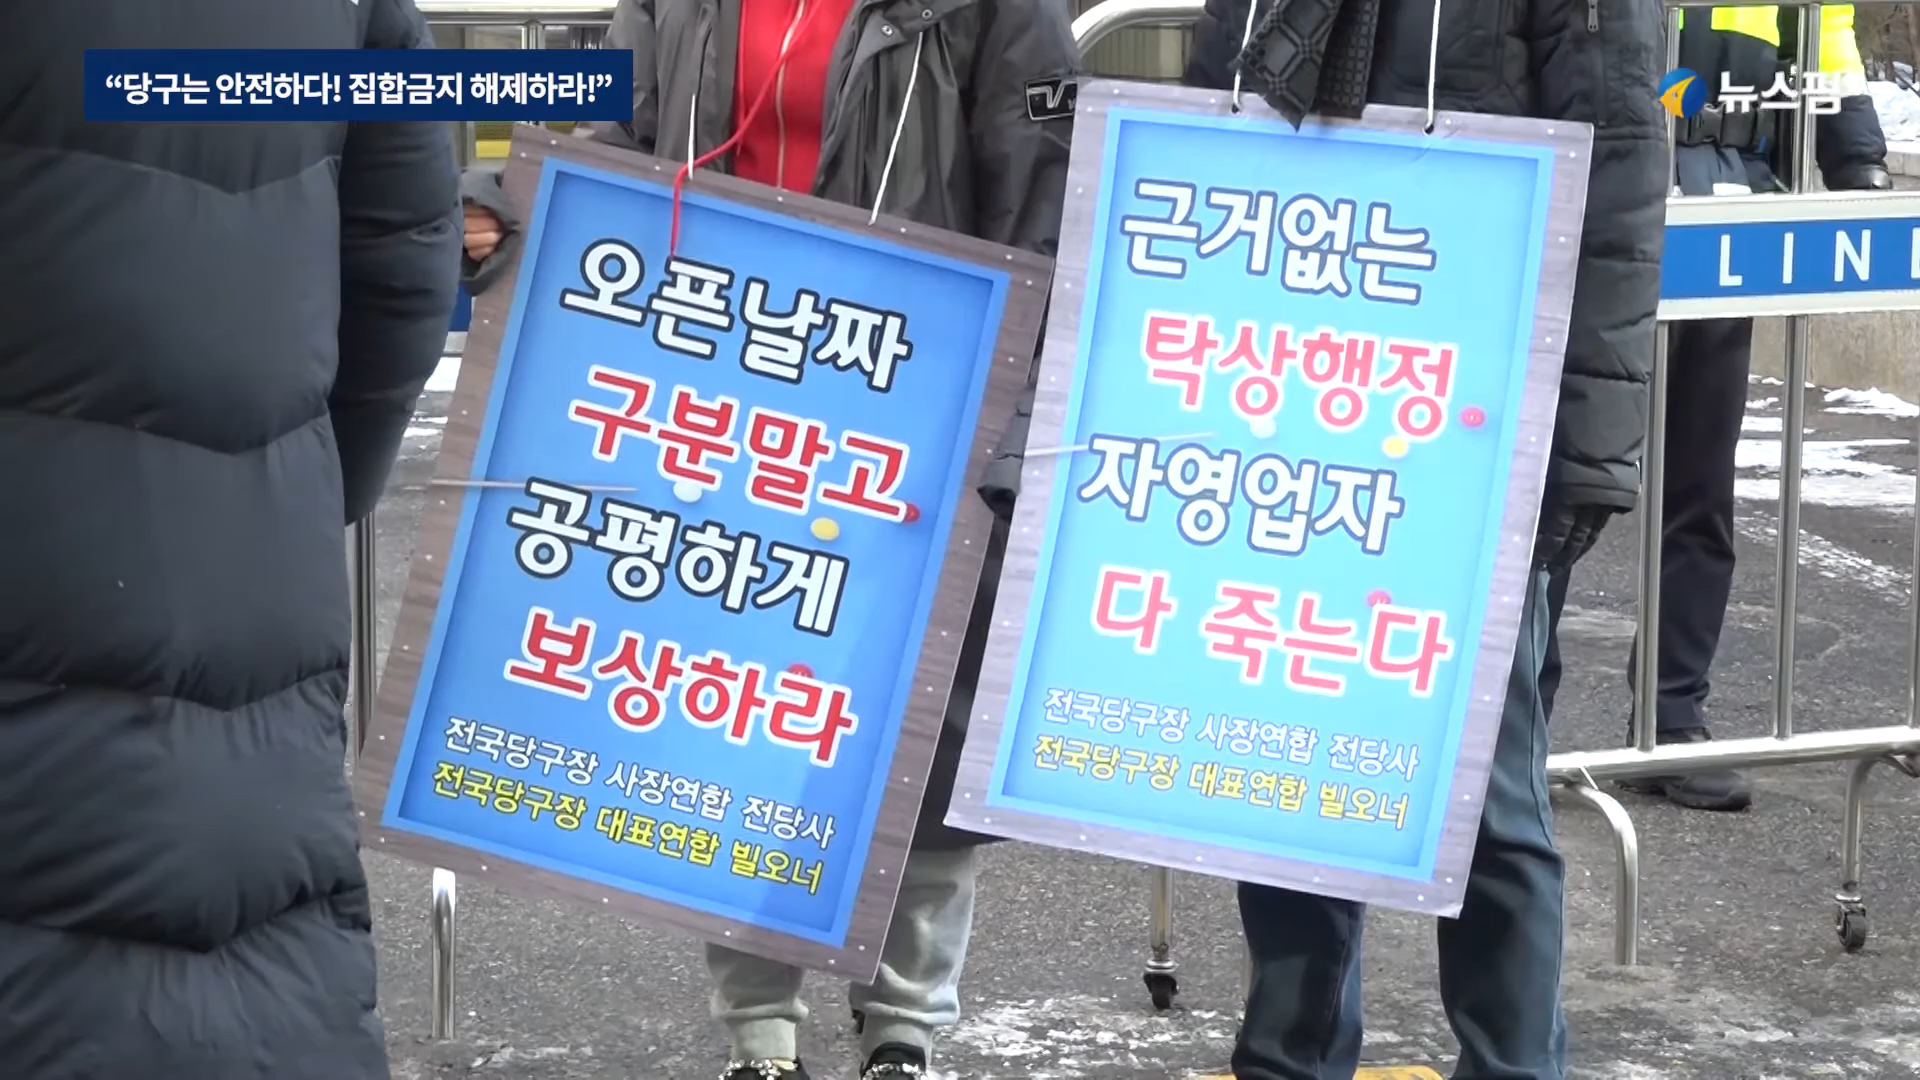 “당구는 안전하다! 집합금지 해제하라!”
뉴스핌
오픈날짜
구분말고
공평하게
보상하라
전국당구장 사장연합 전당사
전국당구장 대표연합 빌오너
근거없는
탁상행정
자영업자
다 죽는다
전국당구장 사장연합 전당사
전국당구장 대표연합 빌오너
LINE